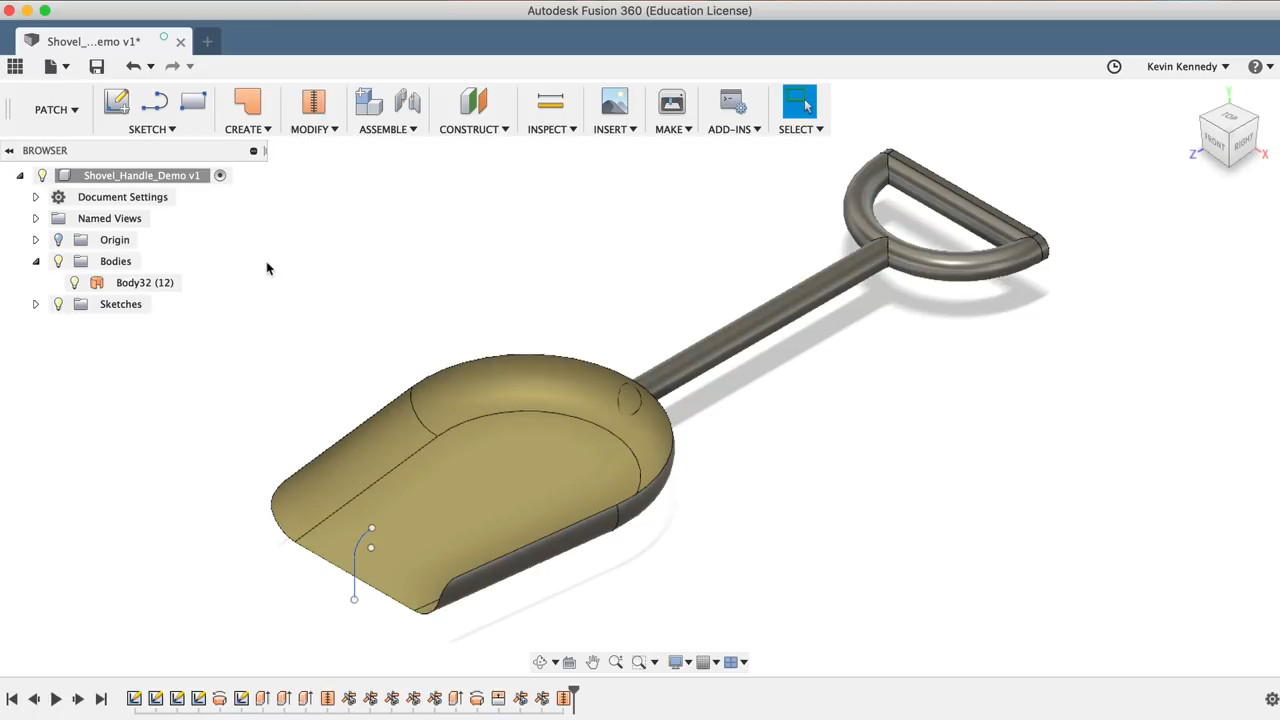 Autodesk Fusion 360 (Education License)
Shovel_...emo v1*
Kevin Kennedy
PATCH
SKETCH
CREATE
MODIFY
ASSEMBLE
CONSTRUCT
INSPECT
INSERT
MAKE
ADD-INS
SELECT
Y
TOP
FRONT
RIGHT
Z
X
BROWSER
Shovel_Handle_Demo v1
Document Settings
Named Views
Origin
Bodies
Body32 (12)
Sketches